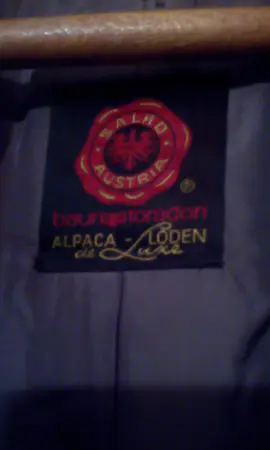 SALKO
AUSTRIA
®
ALPACA - LODEN
de Luxe